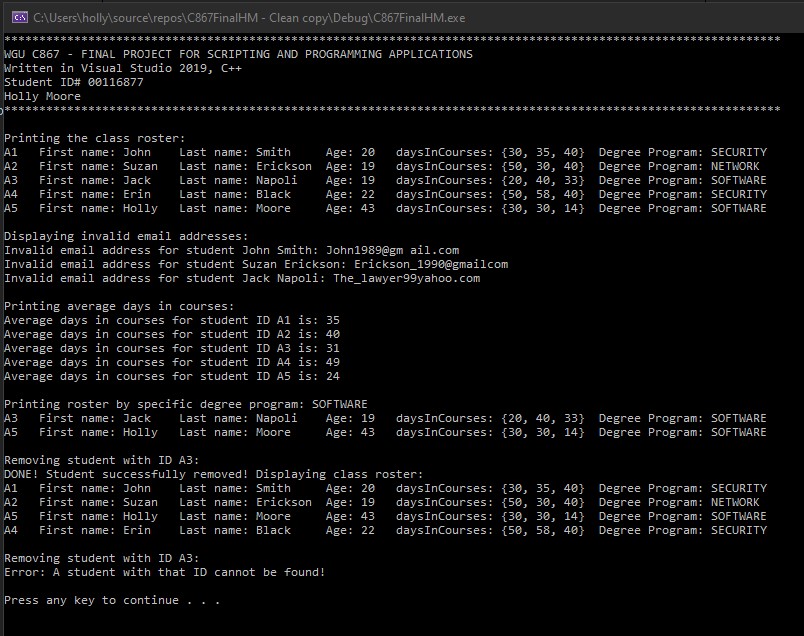 C:\Users\holly\source\repos\C867FinalHM - Clean copy\Debug\C867FinalHM.exe
***************************************************************************************************************
WGU C867 - FINAL PROJECT FOR SCRIPTING AND PROGRAMMING APPLICATIONS
Written in Visual Studio 2019, C++
Student ID# 00116877
Holly Moore
***************************************************************************************************************
Printing the class roster:
A1   First name: John    Last name: Smith     Age: 20   daysInCourses: {30, 35, 40}  Degree Program: SECURITY
A2   First name: Suzan   Last name: Erickson  Age: 19   daysInCourses: {50, 30, 40}  Degree Program: NETWORK
A3   First name: Jack    Last name: Napoli    Age: 19   daysInCourses: {20, 40, 33}  Degree Program: SOFTWARE
A4   First name: Erin    Last name: Black     Age: 22   daysInCourses: {50, 58, 40}  Degree Program: SECURITY
A5   First name: Holly   Last name: Moore     Age: 43   daysInCourses: {30, 30, 14}  Degree Program: SOFTWARE
Displaying invalid email addresses:
Invalid email address for student John Smith: John1989@gm ail.com
Invalid email address for student Suzan Erickson: Erickson_1990@gmailcom
Invalid email address for student Jack Napoli: The_lawyer99yahoo.com
Printing average days in courses:
Average days in courses for student ID A1 is: 35
Average days in courses for student ID A2 is: 40
Average days in courses for student ID A3 is: 31
Average days in courses for student ID A4 is: 49
Average days in courses for student ID A5 is: 24
Printing roster by specific degree program: SOFTWARE
A3   First name: Jack    Last name: Napoli    Age: 19   daysInCourses: {20, 40, 33}  Degree Program: SOFTWARE
A5   First name: Holly   Last name: Moore     Age: 43   daysInCourses: {30, 30, 14}  Degree Program: SOFTWARE
Removing student with ID A3:
DONE! Student successfully removed! Displaying class roster:
A1   First name: John    Last name: Smith     Age: 20   daysInCourses: {30, 35, 40}  Degree Program: SECURITY
A2   First name: Suzan   Last name: Erickson  Age: 19   daysInCourses: {50, 30, 40}  Degree Program: NETWORK
A5   First name: Holly   Last name: Moore     Age: 43   daysInCourses: {30, 30, 14}  Degree Program: SOFTWARE
A4   First name: Erin    Last name: Black     Age: 22   daysInCourses: {50, 58, 40}  Degree Program: SECURITY
Removing student with ID A3:
Error: A student with that ID cannot be found!
Press any key to continue . . .